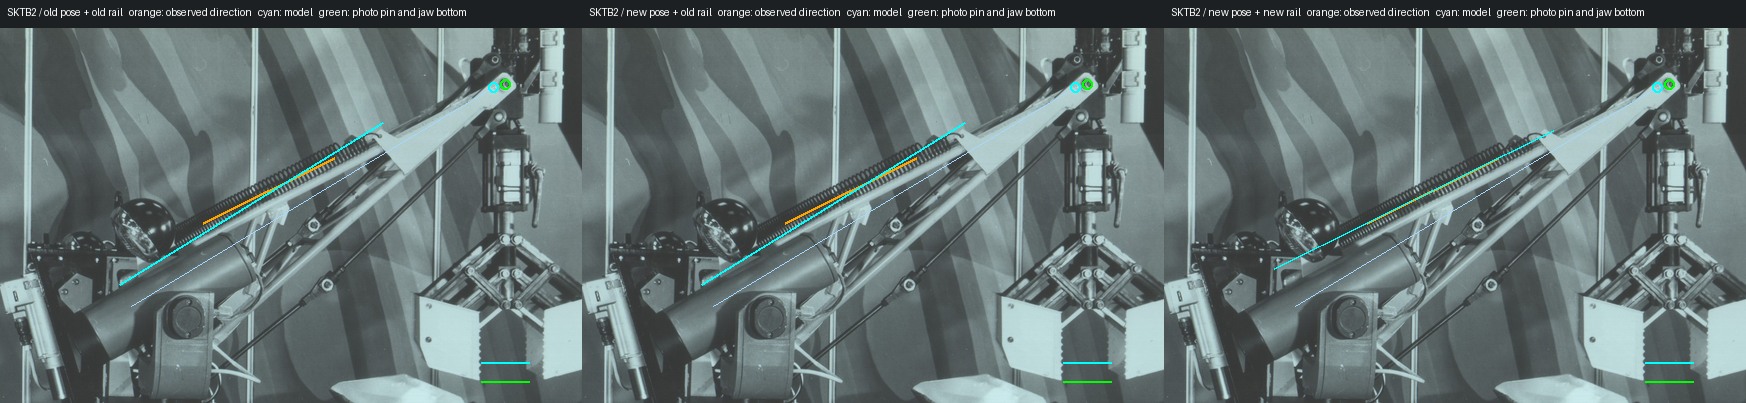 SKTB2 / old pose + old rail orange: observed direction cyan: model green: photo pin and jaw bottom
SKTB2 / new pose + old rail orange: observed direction cyan: model green: photo pin and jaw bottom
SKTB2 / new pose + new rail orange: observed direction cyan: model green: photo pin and jaw bottom